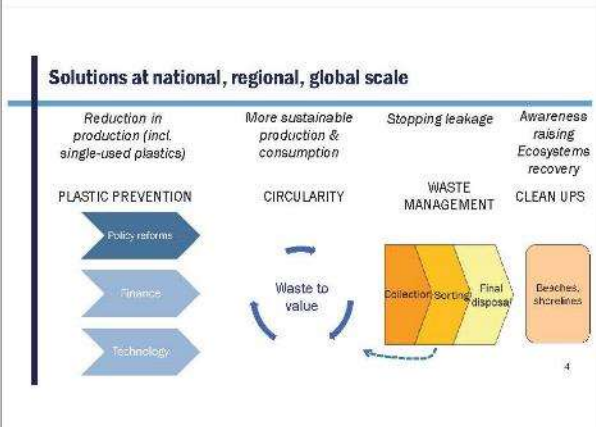 Solutions at national, regional, global scale
Reduction in
production (incl.
single-used plastics)
PLASTIC PREVENTION
Policy reforms
Finance
Technology
More sustainable
production &
consumption
CIRCULARITY
Waste to
value
Stopping leakage
WASTE
MANAGEMENT
Collection
Sorting
Final
disposal
Awareness
raising
Ecosystems
recovery
CLEAN UPS
Beaches,
shorelines
4